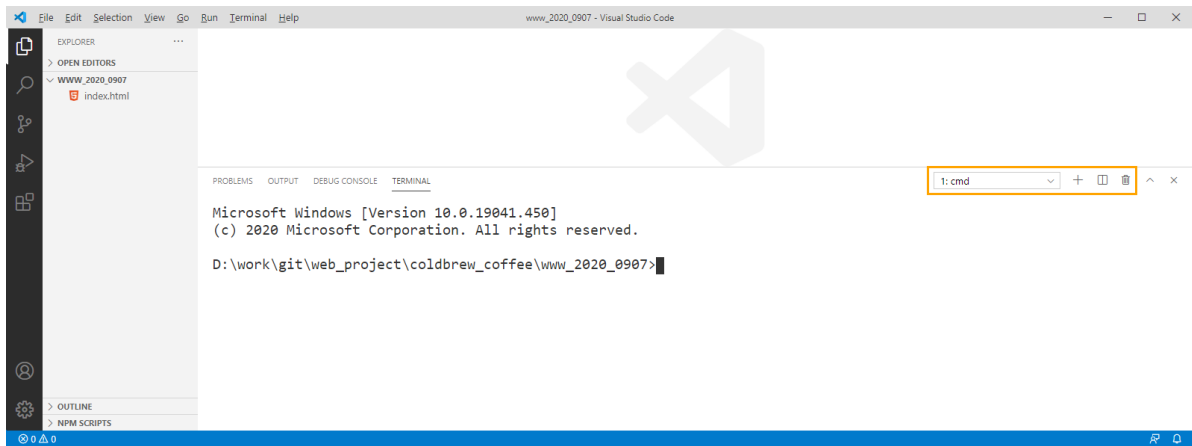 File Edit Selection View Go Run Terminal Help
www_2020_0907 - Visual Studio Code
EXPLORER
OPEN EDITORS
WWW_2020_0907
index.html
PROBLEMS OUTPUT DEBUG CONSOLE TERMINAL
1: cmd
Microsoft Windows [Version 10.0.19041.450]
(c) 2020 Microsoft Corporation. All rights reserved.
D:\work\git\web_project\coldbrew_coffee\www_2020_0907>
OUTLINE
NPM SCRIPTS
0 0